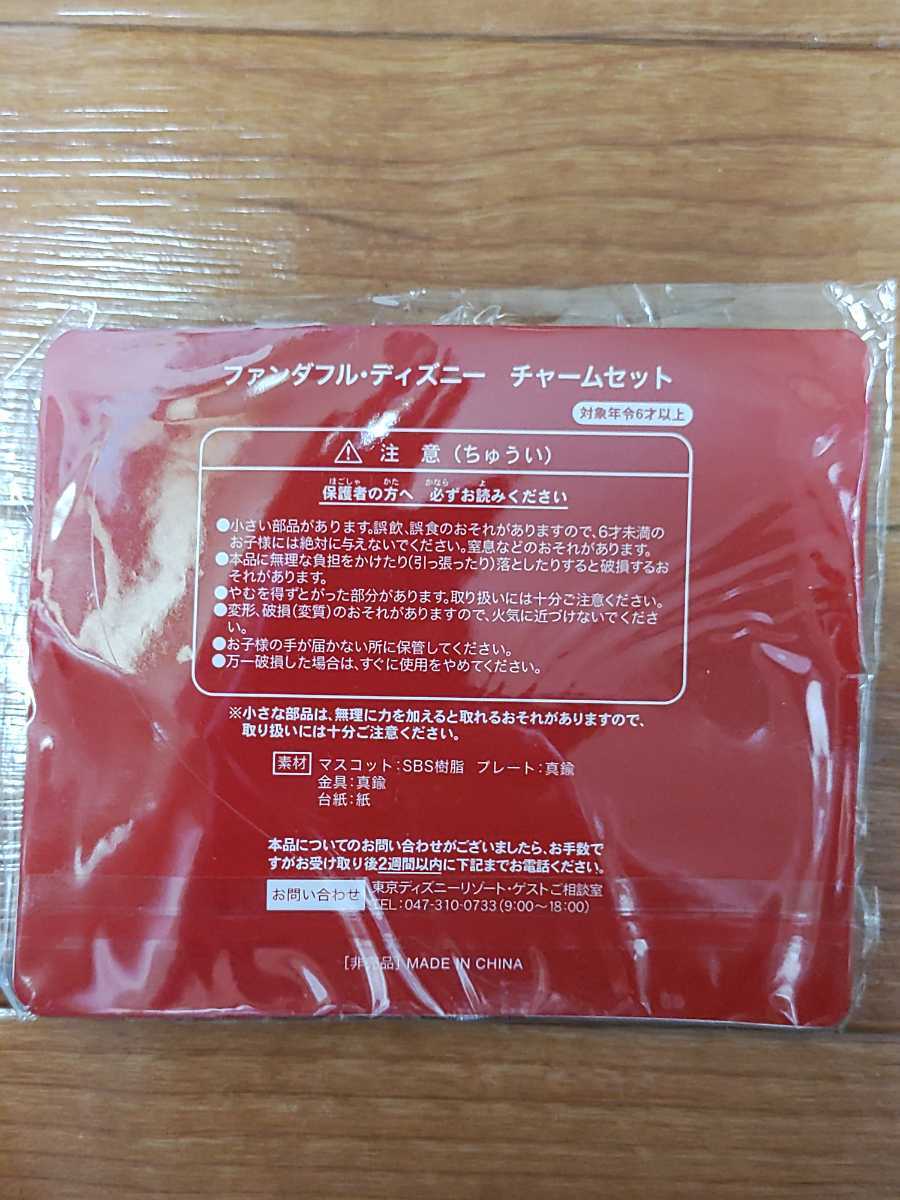 ファンダフル・ディズニー　チャームセット
対象年令6才以上
注　意（ちゅうい）
ほごしゃ　かた　かなら　よ
保護者の方へ　必ずお読みください
●小さい部品があります。誤飲、誤食のおそれがありますので、6才未満の
お子様には絶対に与えないでください。窒息などのおそれがあります。
●本品に無理な負担をかけたり(引っ張ったり)落としたりすると破損するお
それがあります。
●やむを得ずとがった部分があります。取り扱いには十分ご注意ください。
●変形、破損(変質)のおそれがありますので、火気に近づけないでくださ
い。
●お子様の手が届かない所に保管してください。
●万一破損した場合は、すぐに使用をやめてください。
※小さな部品は、無理に力を加えると取れるおそれがありますので、
取り扱いには十分ご注意ください。
素材 マスコット：SBS樹脂　プレート：真鍮
金具：真鍮
台紙：紙
本品についてのお問い合わせがございましたら、お手数で
すがお受け取り後2週間以内に下記までお電話ください。
お問い合わせ 東京ディズニーリゾート・ゲストご相談室
TEL：047-310-0733（9:00〜18:00）
［非売品］MADE IN CHINA